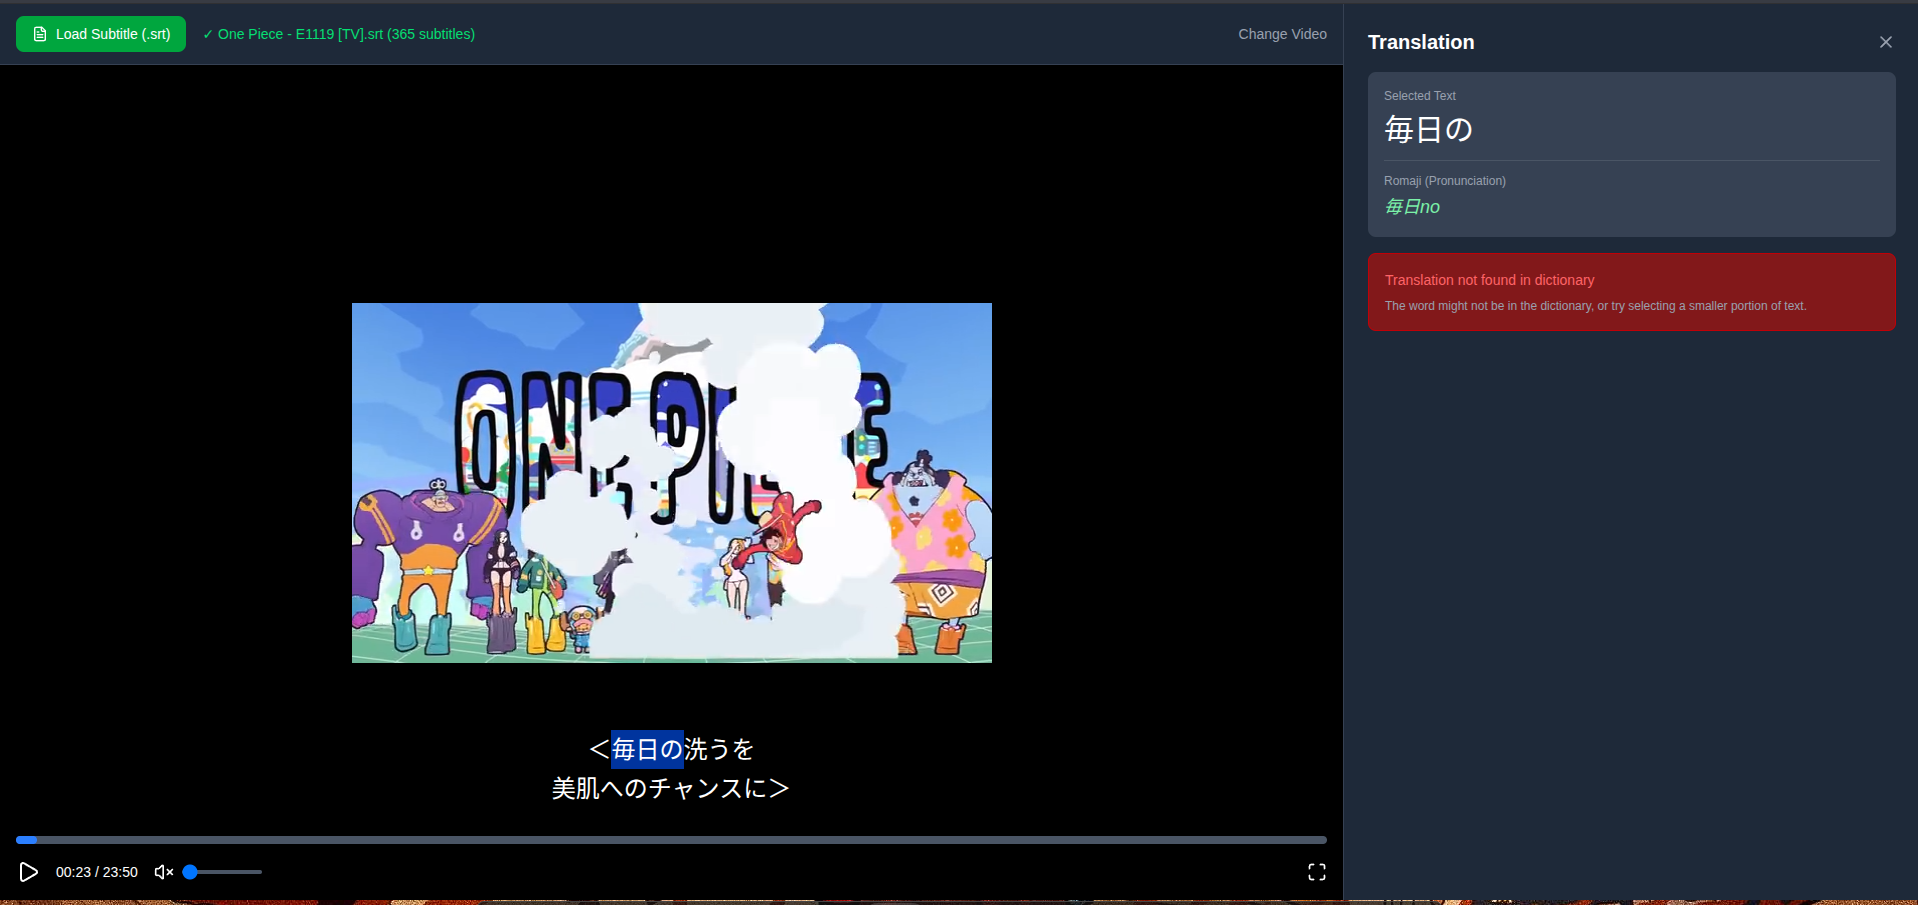 Load Subtitle (.srt)
✓ One Piece - E1119 [TV].srt (365 subtitles)
Change Video
ONE PIECE
＜毎日の洗うを
美肌へのチャンスに＞
00:23 / 23:50
Translation
Selected Text
毎日の
Romaji (Pronunciation)
毎日no
Translation not found in dictionary
The word might not be in the dictionary, or try selecting a smaller portion of text.